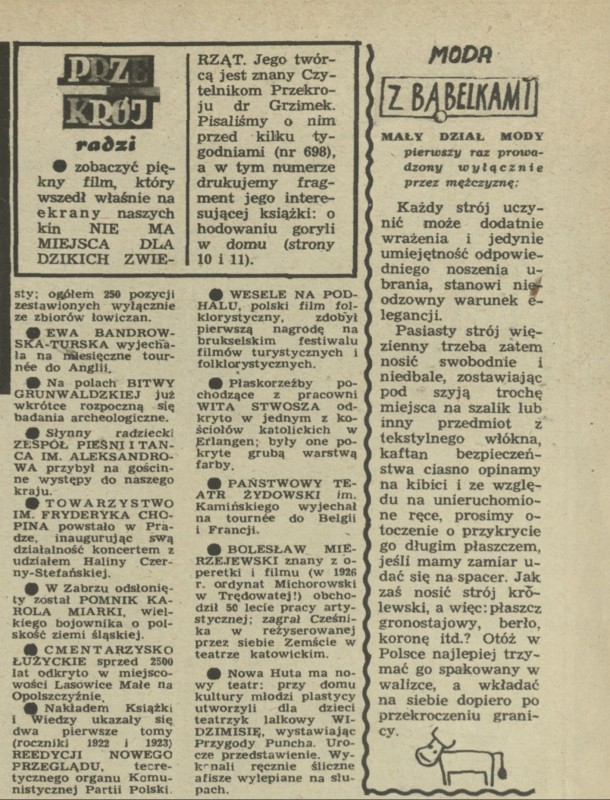 PRZE
KRÓJ
radzi
● zobaczyć pię-
kny film, który
wszedł właśnie na
ekrany naszych
kin NIE MA
MIEJSCA DLA
DZIKICH ZWIE-
RZĄT. Jego twór-
cą jest znany Czy-
telnikom Przekro-
ju dr Grzimek.
Pisaliśmy o nim
przed kilku ty-
godniami (nr 698),
a w tym numerze
drukujemy frag-
ment jego intere-
sującej książki: o
hodowaniu goryli
w domu (strony
10 i 11).
sty; ogółem 250 pozycji
zestawionych wyłącznie
ze zbiorów łowiczan.
● EWA BANDROW-
SKA-TURSKA wyjecha-
ła na miesięczne tour-
née do Anglii.
● Na polach BITWY
GRUNWALDZKIEJ już
wkrótce rozpoczną się
badania archeologiczne.
● Słynny radziecki
ZESPÓŁ PIEŚNI I TAŃ-
CA IM. ALEKSANDRO-
WA przybył na gościn-
ne występy do naszego
kraju.
● TOWARZYSTWO
IM. FRYDERYKA CHO-
PINA powstało w Pra-
dze, inaugurując swą
działalność koncertem z
udziałem Haliny Czer-
ny-Stefańskiej.
● W Zabrzu odsłonię-
ty został POMNIK KA-
ROLA MIARKI, wiel-
kiego bojownika o pol-
skość ziemi śląskiej.
● CMENTARZYSKO
ŁUŻYCKIE sprzed 2500
lat odkryto w miejsco-
wości Lasowice Małe na
Opolszczyźnie.
● Nakładem Książki
i Wiedzy ukazały się
dwa pierwsze tomy
(roczniki 1922 i 1923)
REEDYCJI NOWEGO
PRZEGLĄDU, teore-
tycznego organu Komu-
nistycznej Partii Polski.
● WESELE NA POD-
HALU, polski film fol-
klorystyczny, zdobył
pierwszą nagrodę na
brukselskim festiwalu
filmów turystycznych i
folklorystycznych.
● Płaskorzeźby po-
chodzące z pracowni
WITA STWOSZA od-
kryto w jednym z ko-
ściołów katolickich w
Erlangen; były one po-
kryte grubą warstwą
farby.
● PAŃSTWOWY TE-
ATR ŻYDOWSKI im.
Kamińskiego wyjechał
na tournée do Belgii
i Francji.
● BOLESŁAW MIE-
RZEJEWSKI znany z o-
peretki i filmu (w 1926
r. ordynat Michorowski
w Trędowatej!) obcho-
dził 50 lecie pracy arty-
stycznej; zagrał Cześni-
ka w reżyserowanej
przez siebie Zemście w
teatrze katowickim.
● Nowa Huta ma no-
wy teatr: przy domu
kultury młodzi plastycy
utworzyli dla dzieci
teatrzyk lalkowy WI-
DZIMISIĘ, wystawiając
Przygody Puncha. Uro-
cze przedstawienie. Wy-
konali ręcznie śliczne
afisze wylepiane na słu-
pach.
MODA
Z BĄBELKAMI
MAŁY DZIAŁ MODY
pierwszy raz prowa-
dzony wyłącznie
przez mężczyznę:
Każdy strój uczy-
nić może dodatnie
wrażenia i jedynie
umiejętność odpowie-
dniego noszenia u-
brania, stanowi nie-
odzowny warunek e-
legancji.
Pasiasty strój wię-
zienny trzeba zatem
nosić swobodnie i
niedbale, zostawiając
pod szyją trochę
miejsca na szalik lub
inny przedmiot z
tekstylnego włókna,
kaftan bezpieczeń-
stwa ciasno opinamy
na kibici i ze wzglę-
du na unieruchomio-
ne ręce, prosimy o-
toczenie o przykrycie
go długim płaszczem,
jeśli mamy zamiar u-
dać się na spacer. Jak
zaś nosić strój kró-
lewski, a więc: płaszcz
gronostajowy, berło,
koronę itd.? Otóż w
Polsce najlepiej trzy-
mać go spakowany w
walizce, a wkładać
na siebie dopiero po
przekroczeniu grani-
cy.